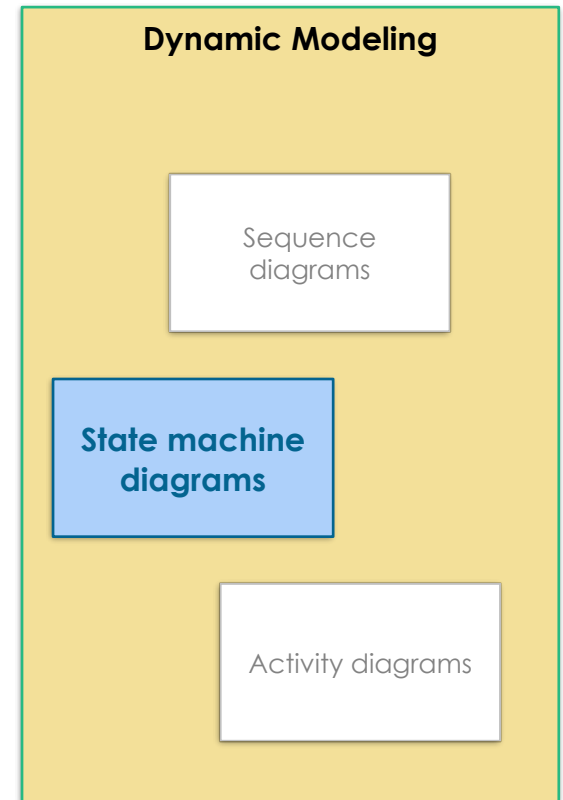 Dynamic Modeling
Sequence
diagrams
State machine
diagrams
Activity diagrams